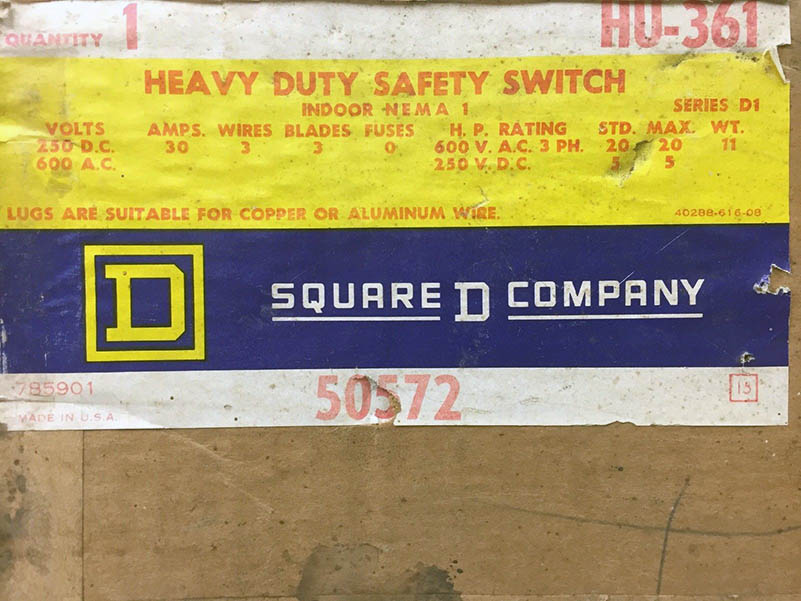 QUANTITY 1 HU-361
HEAVY DUTY SAFETY SWITCH
INDOOR NEMA 1 SERIES D1
VOLTS AMPS. WIRES BLADES FUSES H. P. RATING STD. MAX. WT.
250 D.C. 30 3 3 0 600 V. A.C. 3 PH. 20 20 11
600 A.C. 250 V. D.C. 5 5
LUGS ARE SUITABLE FOR COPPER OR ALUMINUM WIRE. 40288-616-08
D SQUARE D COMPANY
785901 50572 15
MADE IN U.S.A.